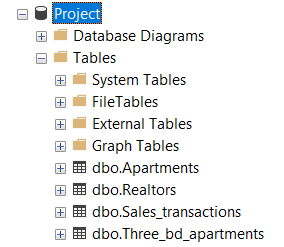 Project
Database Diagrams
Tables
System Tables
FileTables
External Tables
Graph Tables
dbo.Apartments
dbo.Realtors
dbo.Sales_transactions
dbo.Three_bd_apartments